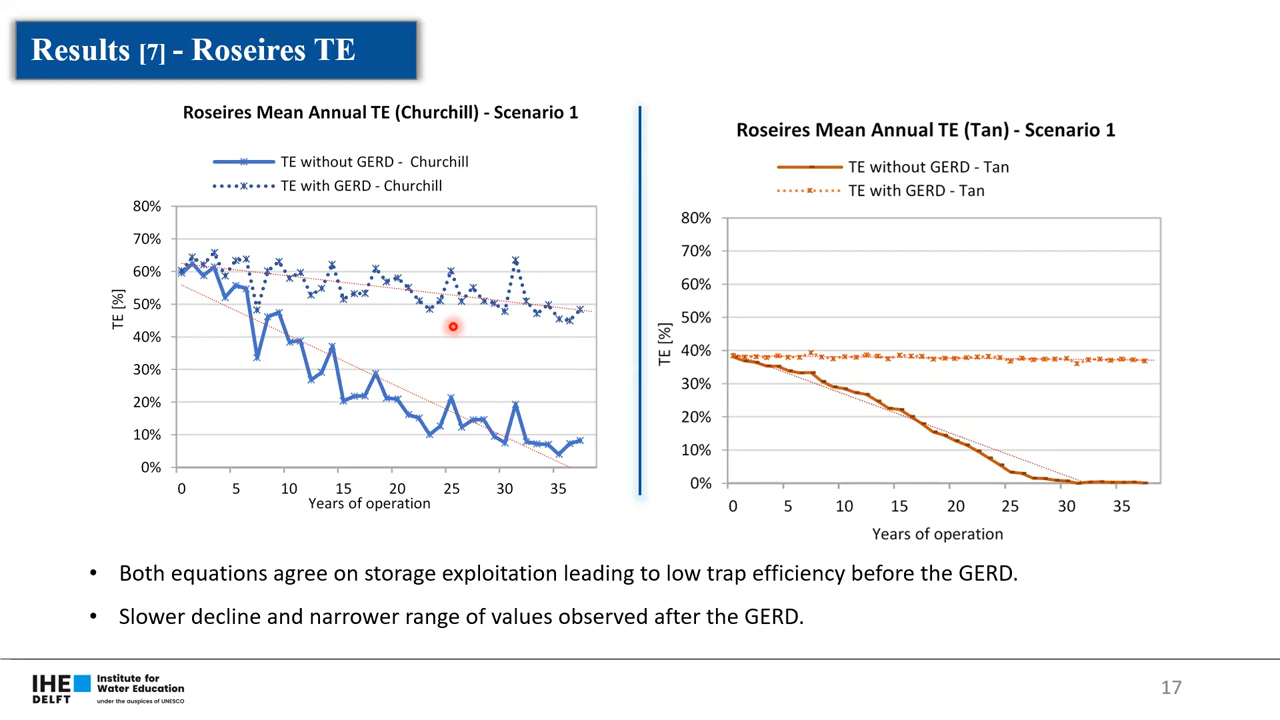 Results [7] - Roseires TE
Roseires Mean Annual TE (Churchill) - Scenario 1
TE without GERD - Churchill
TE with GERD - Churchill
80%
70%
60%
50%
40%
30%
20%
10%
0%
TE [%]
0 5 10 15 20 25 30 35
Years of operation
Roseires Mean Annual TE (Tan) - Scenario 1
TE without GERD - Tan
TE with GERD - Tan
80%
70%
60%
50%
40%
30%
20%
10%
0%
TE [%]
0 5 10 15 20 25 30 35
Years of operation
• Both equations agree on storage exploitation leading to low trap efficiency before the GERD.
• Slower decline and narrower range of values observed after the GERD.
IHE DELFT
Institute for
Water Education
under the auspices of UNESCO
17